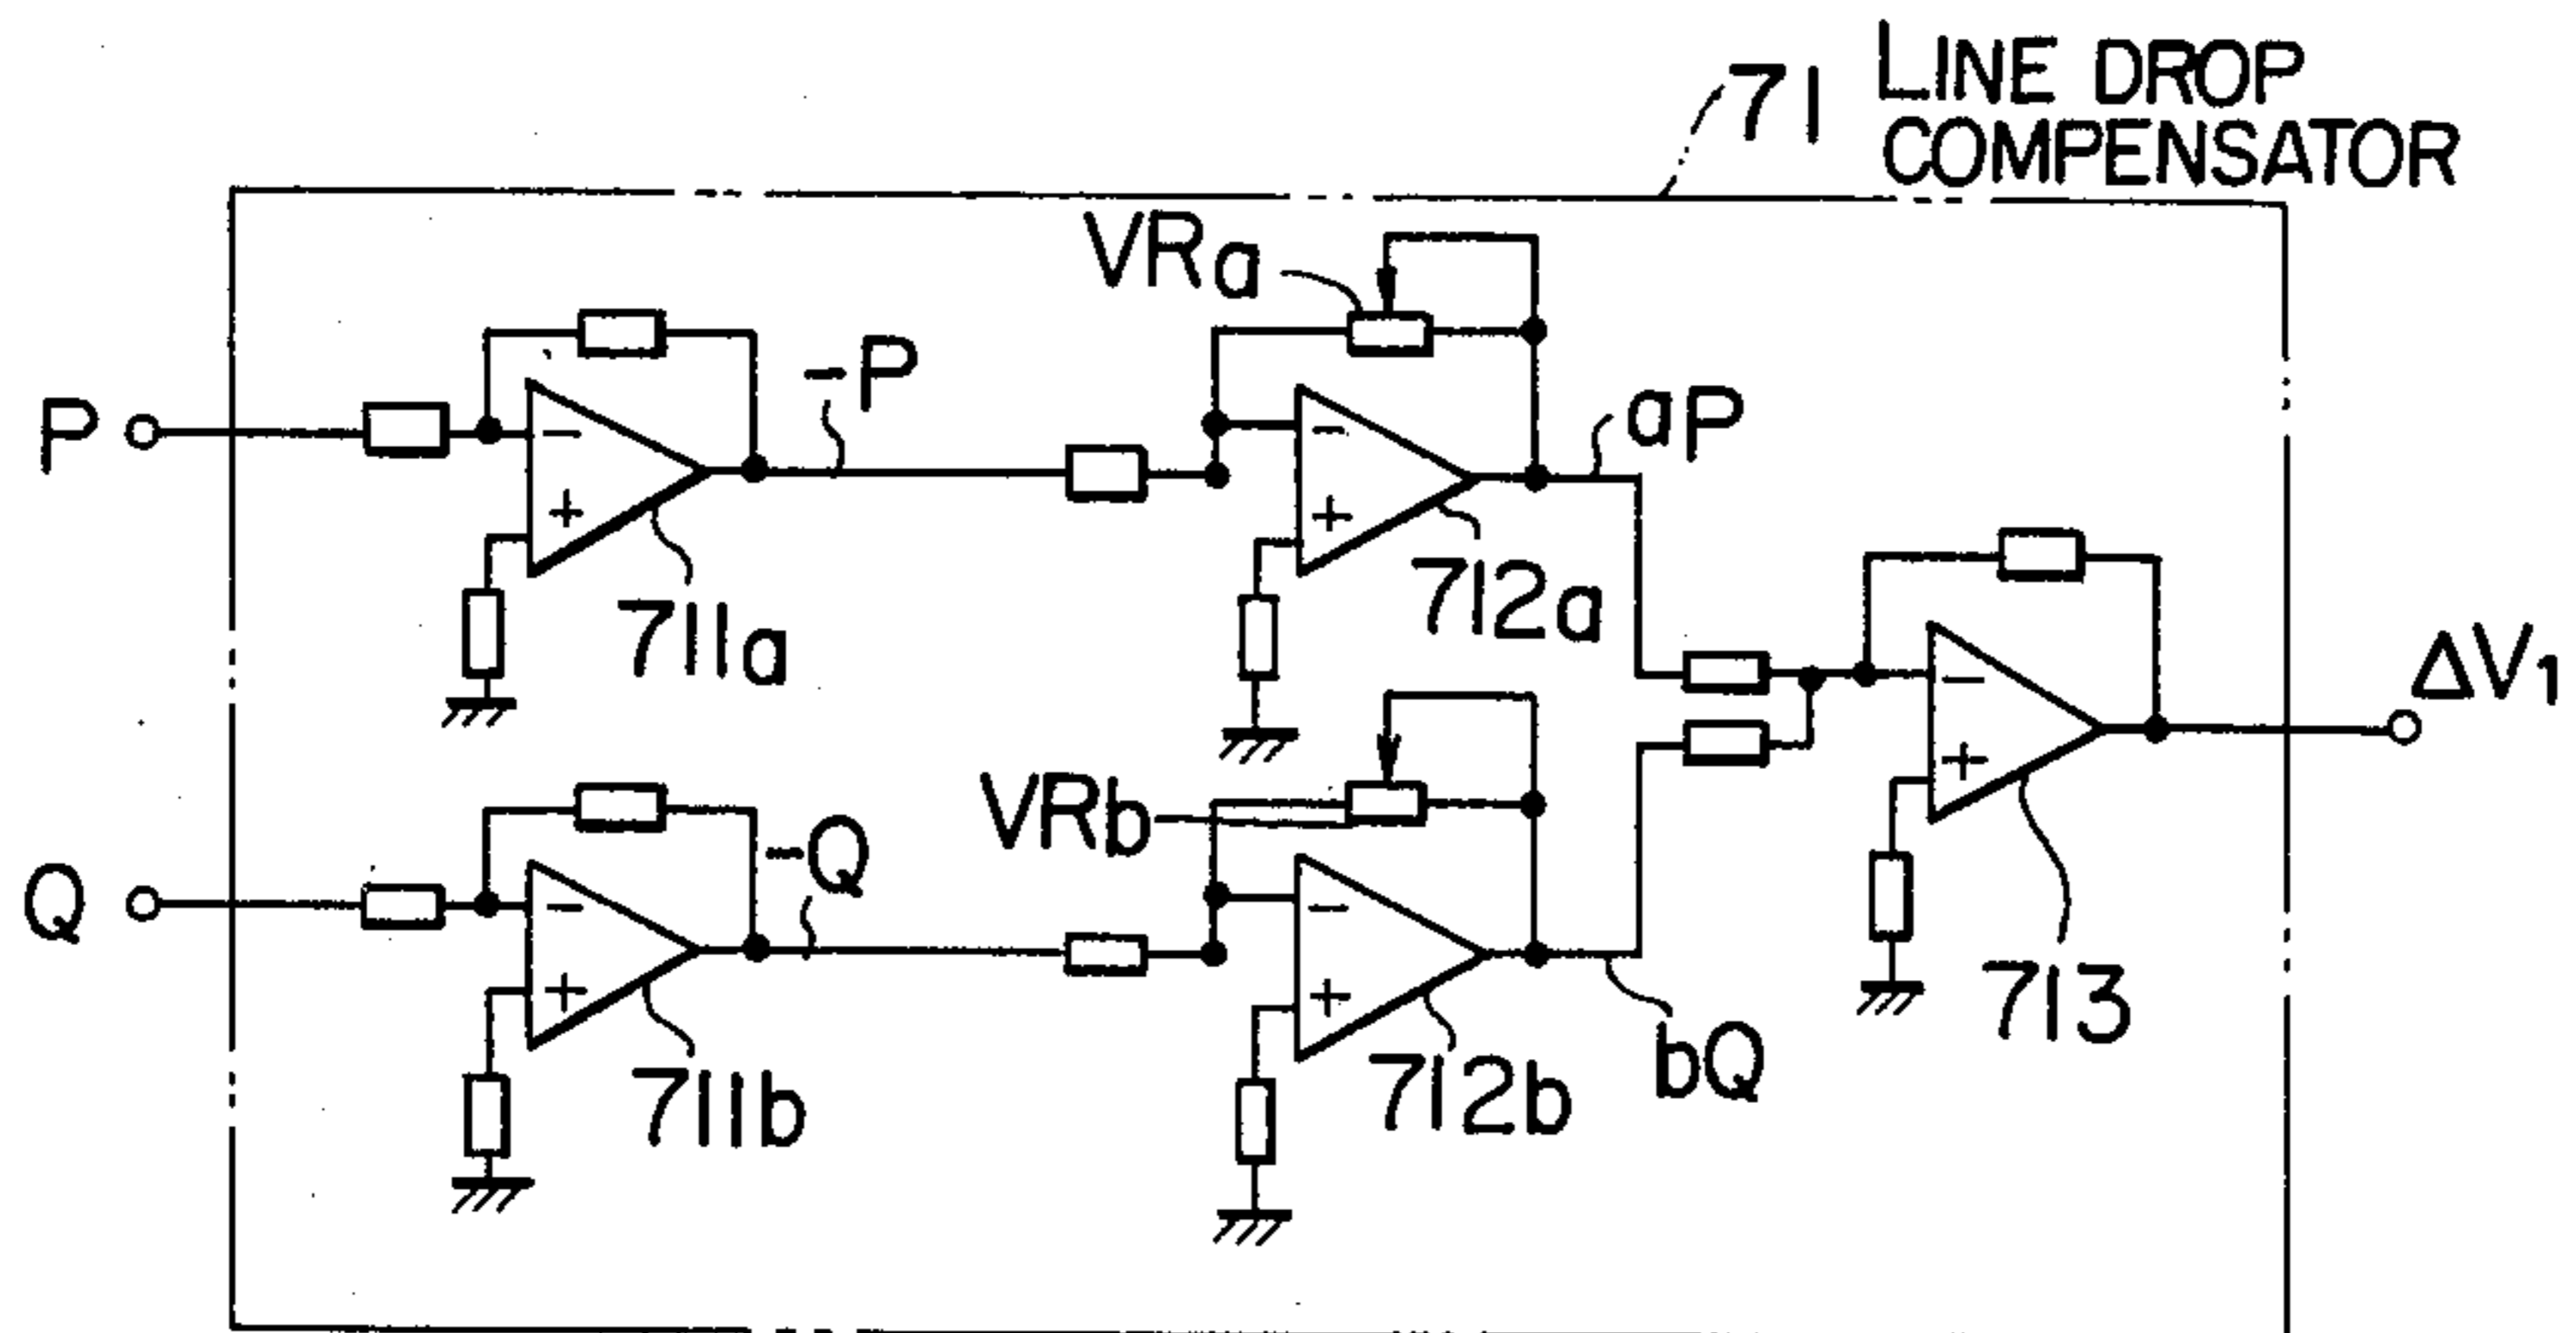 71 LINE DROP
COMPENSATOR
VRa
P
-P
aP
- 
+
-
+
711a
712a
ΔV1
-
+
VRb
-Q
Q
-
+
-
+
713
711b
712b
bQ